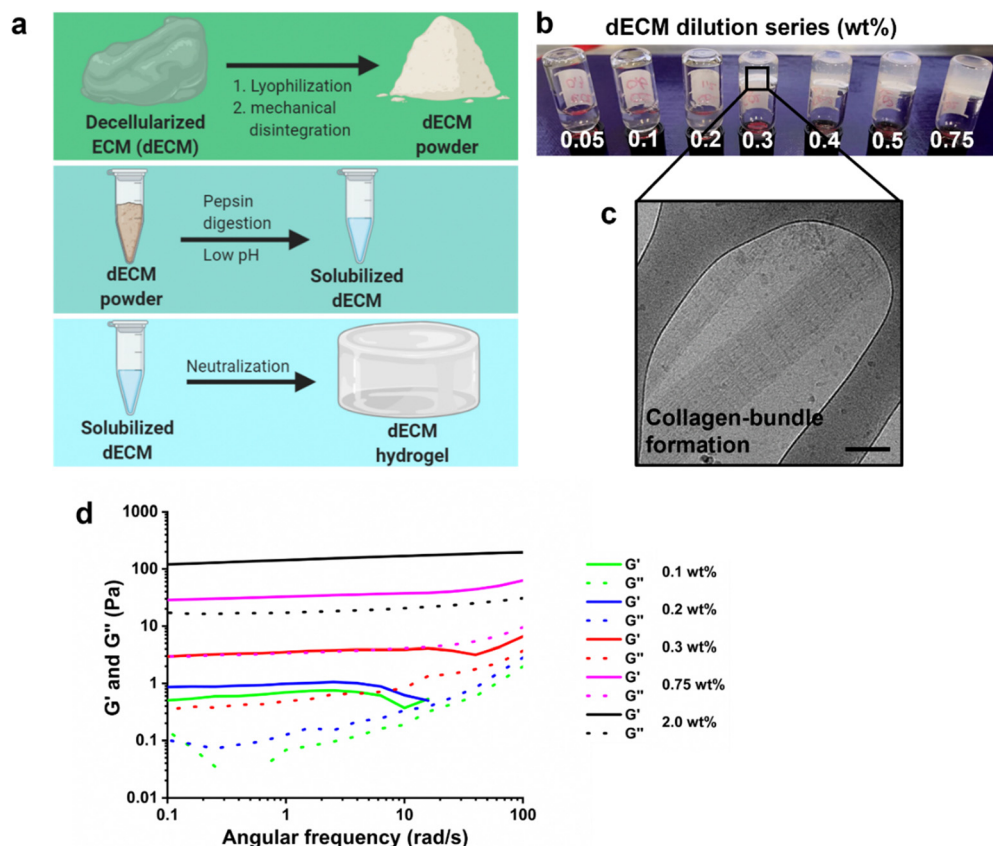 a
1. Lyophilization
2. mechanical
disintegration
Decellularized
ECM (dECM)
dECM
powder
Pepsin
digestion
Low pH
dECM
powder
Solubilized
dECM
Neutralization
Solubilized
dECM
dECM
hydrogel
b
dECM dilution series (wt%)
0.05 0.1 0.2 0.3 0.4 0.5 0.75
c
Collagen-bundle
formation
d
G' and G'' (Pa)
1000
100
10
1
0.1
0.01
0.1 1 10 100
Angular frequency (rad/s)
G'
G''
0.1 wt%
G'
G''
0.2 wt%
G'
G''
0.3 wt%
G'
G''
0.75 wt%
G'
G''
2.0 wt%